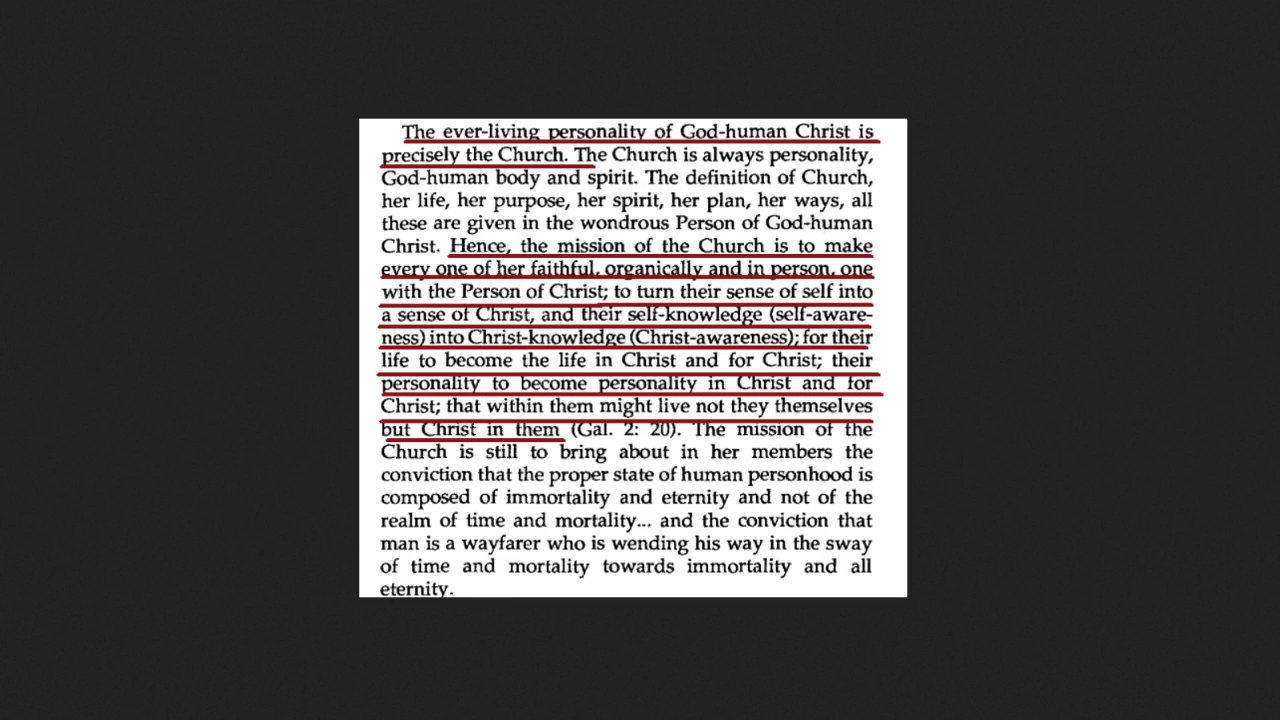 The ever-living personality of God-human Christ is
precisely the Church. The Church is always personality,
God-human body and spirit. The definition of Church,
her life, her purpose, her spirit, her plan, her ways, all
these are given in the wondrous Person of God-human
Christ. Hence, the mission of the Church is to make
every one of her faithful, organically and in person, one
with the Person of Christ; to turn their sense of self into
a sense of Christ, and their self-knowledge (self-aware-
ness) into Christ-knowledge (Christ-awareness); for their
life to become the life in Christ and for Christ; their
personality to become personality in Christ and for
Christ; that within them might live not they themselves
but Christ in them (Gal. 2: 20). The mission of the
Church is still to bring about in her members the
conviction that the proper state of human personhood is
composed of immortality and eternity and not of the
realm of time and mortality... and the conviction that
man is a wayfarer who is wending his way in the sway
of time and mortality towards immortality and all
eternity.